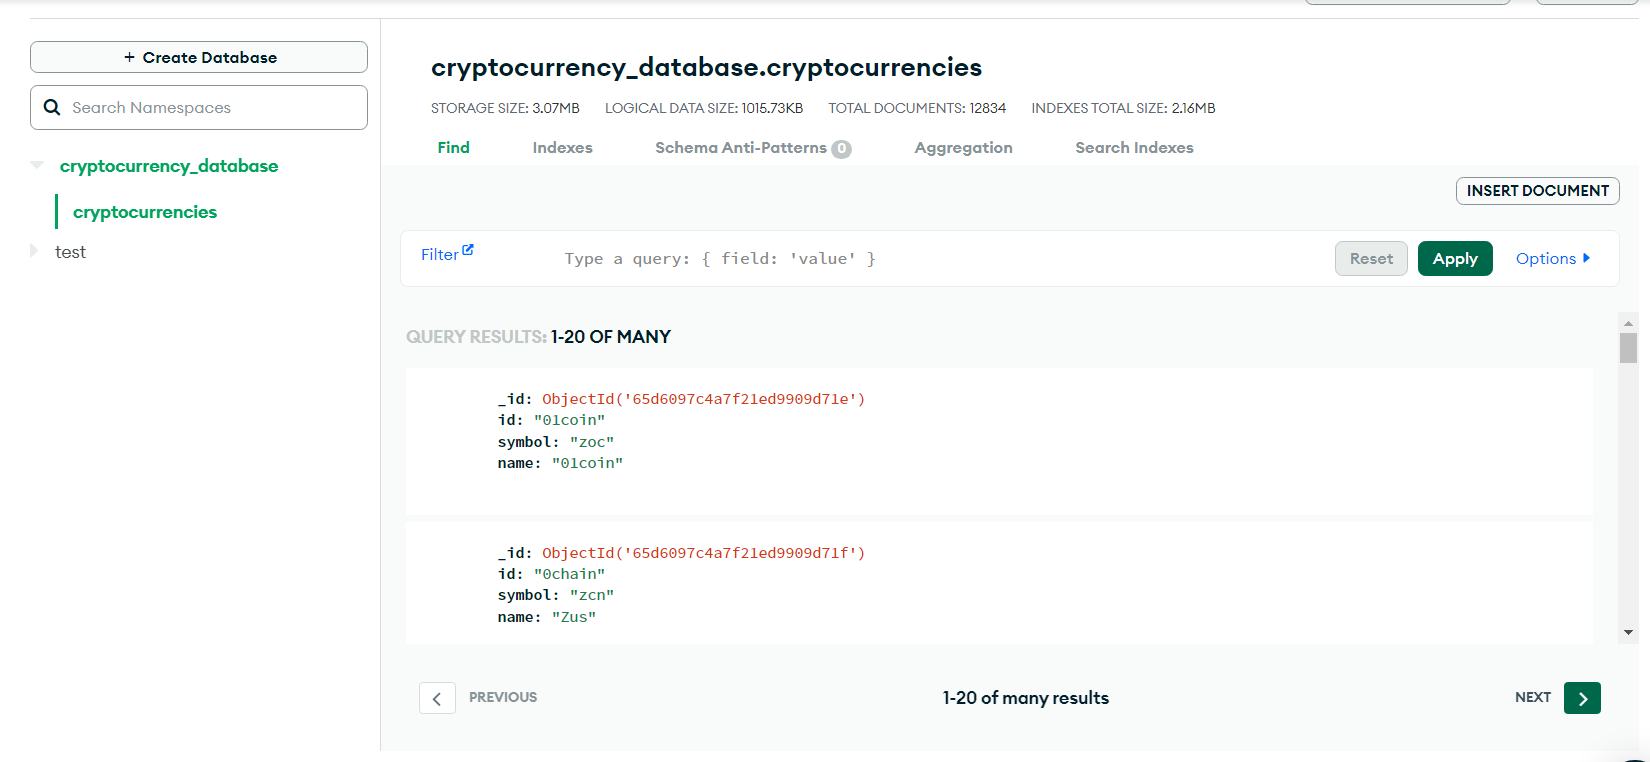 + Create Database
Search Namespaces
cryptocurrency_database
cryptocurrencies
test
cryptocurrency_database.cryptocurrencies
STORAGE SIZE: 3.07MB LOGICAL DATA SIZE: 1015.73KB TOTAL DOCUMENTS: 12834 INDEXES TOTAL SIZE: 2.16MB
Find Indexes Schema Anti-Patterns 0 Aggregation Search Indexes
INSERT DOCUMENT
Filter Type a query: { field: 'value' } Reset Apply Options
QUERY RESULTS: 1-20 OF MANY
_id: ObjectId('65d6097c4a7f21ed9909d71e')
id: "01coin"
symbol: "zoc"
name: "01coin"
_id: ObjectId('65d6097c4a7f21ed9909d71f')
id: "0chain"
symbol: "zcn"
name: "Zus"
PREVIOUS 1-20 of many results NEXT